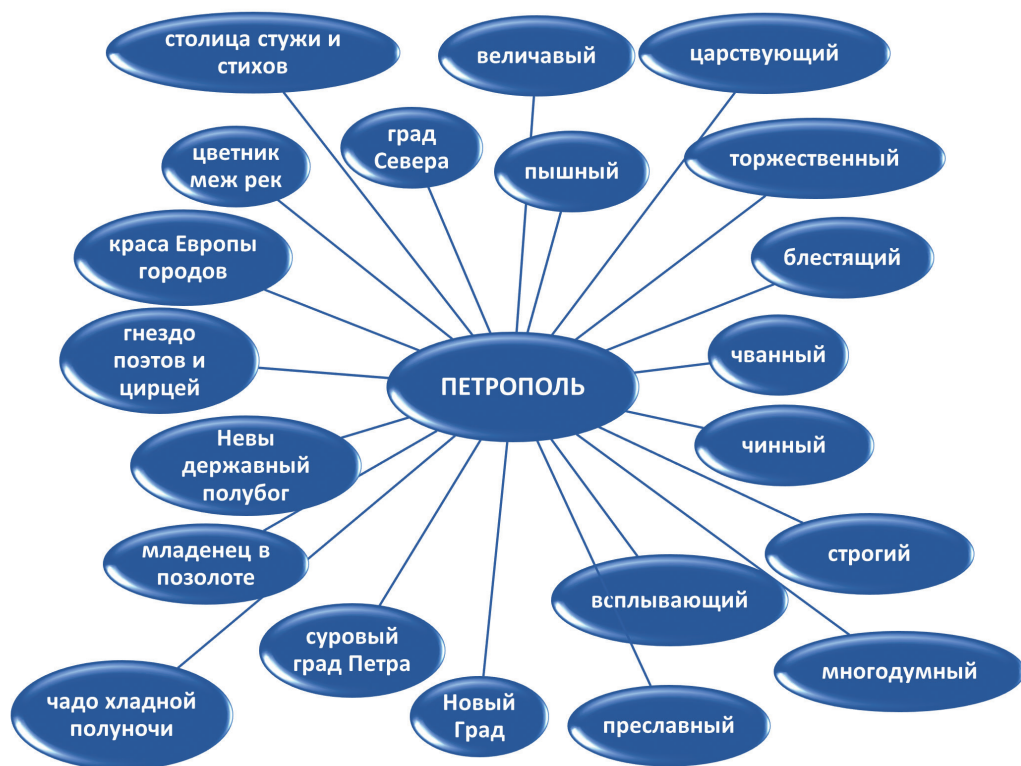 столица стужи и
стихов
величавый
царствующий
град
Севера
цветник
меж рек
пышный
торжественный
краса Европы
городов
блестящий
гнездо
поэтов и
цирцей
чванный
ПЕТРОПОЛЬ
чинный
Невы
державный
полубог
младенец в
позолоте
строгий
всплывающий
суровый
град Петра
многодумный
чадо хладной
полуночи
Новый
Град
преславный